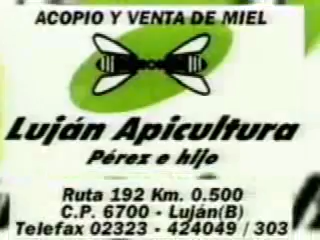 ACOPIO Y VENTA DE MIEL
Luján Apicultura
Pérez e hijo
Ruta 192 Km. 0.500
C.P. 6700 - Luján(B)
Telefax 02323 - 424049 / 303